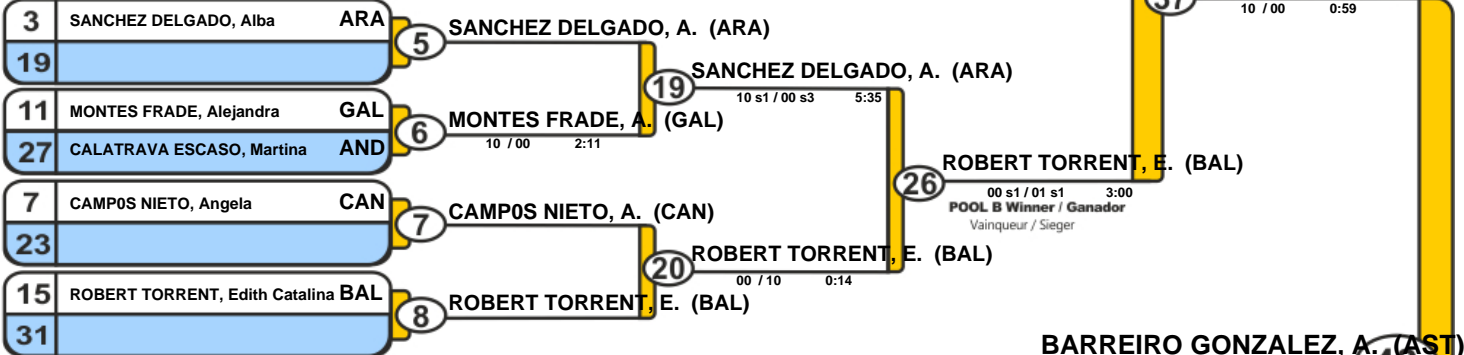 3 SANCHEZ DELGADO, Alba ARA
19
5 SANCHEZ DELGADO, A. (ARA)
11 MONTES FRADE, Alejandra GAL
27 CALATRAVA ESCASO, Martina AND
6 MONTES FRADE, A. (GAL)
10 / 00 2:11
19 SANCHEZ DELGADO, A. (ARA)
10 s1 / 00 s3 5:35
7 CAMP0S NIETO, Angela CAN
23
7 CAMP0S NIETO, A. (CAN)
15 ROBERT TORRENT, Edith Catalina BAL
31
8 ROBERT TORRENT, E. (BAL)
20 ROBERT TORRENT, E. (BAL)
00 / 10 0:14
26 ROBERT TORRENT, E. (BAL)
00 s1 / 01 s1 3:00
POOL B Winner / Ganador
Vainqueur / Sieger
37
10 / 00 0:59
BARREIRO GONZALEZ, A. (AST)